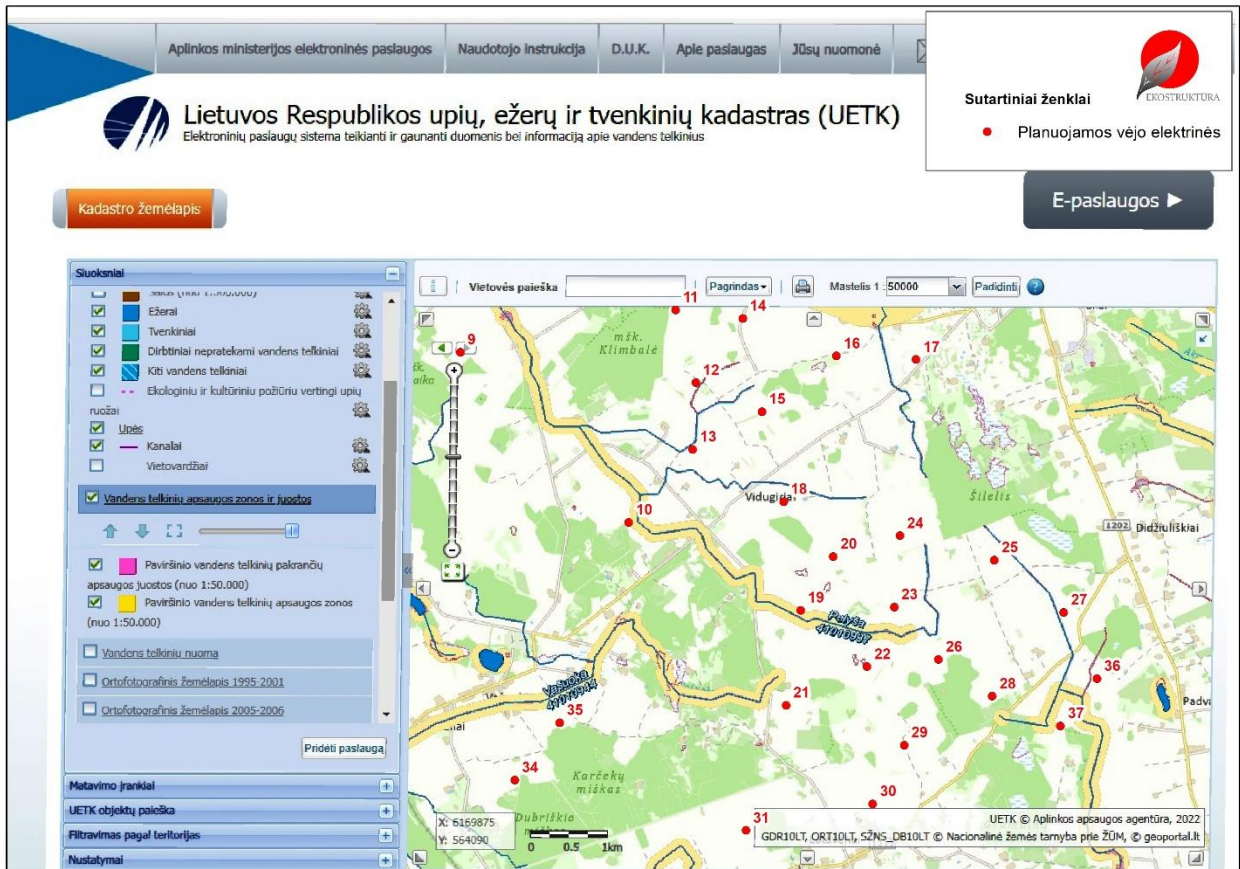 Aplinkos ministerijos elektroninės paslaugos
Naudotojo instrukcija
D.U.K.
Apie paslaugas
Jūsų nuomonė
Sutartiniai ženklai
EKOSTRUKTŪRA
Planuojamos vėjo elektrinės
Lietuvos Respublikos upių, ežerų ir tvenkinių kadastras (UETK)
Elektroninių paslaugų sistema teikianti ir gaunanti duomenis bei informaciją apie vandens telkinius
Kadastro žemėlapis
E-paslaugos
Sluoksniai
Ežerai
Tvenkiniai
Dirbtiniai nepratekami vandens telkiniai
Kiti vandens telkiniai
Ekologiniu ir kultūriniu požiūriu vertingi upių
ruožai
Upės
Kanalai
Vietovardžiai
Vandens telkinių apsaugos zonos ir juostos
Paviršinio vandens telkinių pakrančių
apsaugos juostos (nuo 1:50.000)
Paviršinio vandens telkinių apsaugos zonos
(nuo 1:50.000)
Vandens telkinių nuoma
Ortofotografinis žemėlapis 1995-2001
Ortofotografinis žemėlapis 2005-2006
Pridėti paslaugą
Matavimo įrankiai
UETK objektų paieška
Filtravimas pagal teritorijas
Nustatymai
Vietovės paieška
Pagrindas
Mastelis 1 : 50000
Padidinti
11
14
9
mšk.
Klimbalė
16
17
12
15
13
Vidugiriai
18
Šilelis
10
24
1202 Didžiuliškiai
20
25
19
23
27
Pelyša
41010997
26
22
36
Vašuoka
41010944
21
28
35
37
29
34
Karčekų
miškas
30
Dubriškio
31
X: 6169875
Y: 564090
0 0.5 1km
UETK © Aplinkos apsaugos agentūra, 2022
GDR10LT, ORT10LT, SŽNS_DB10LT © Nacionalinė žemės tarnyba prie ŽŪM, © geoportal.lt